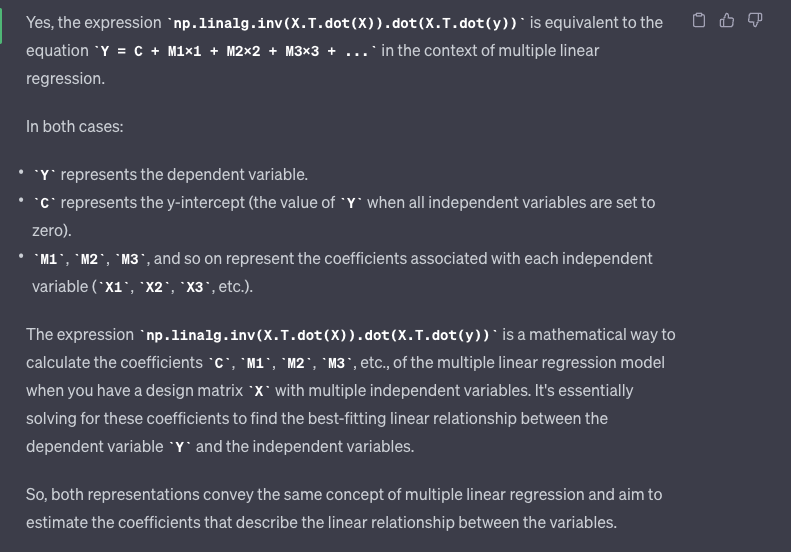 Yes, the expression `np.linalg.inv(X.T.dot(X)).dot(X.T.dot(y))` is equivalent to the
equation `Y = C + M1×1 + M2×2 + M3×3 + ...` in the context of multiple linear
regression.
In both cases:
• `Y` represents the dependent variable.
• `C` represents the y-intercept (the value of `Y` when all independent variables are set to
zero).
• `M1`, `M2`, `M3`, and so on represent the coefficients associated with each independent
variable (`X1`, `X2`, `X3`, etc.).
The expression `np.linalg.inv(X.T.dot(X)).dot(X.T.dot(y))` is a mathematical way to
calculate the coefficients `C`, `M1`, `M2`, `M3`, etc., of the multiple linear regression model
when you have a design matrix `X` with multiple independent variables. It's essentially
solving for these coefficients to find the best-fitting linear relationship between the
dependent variable `Y` and the independent variables.
So, both representations convey the same concept of multiple linear regression and aim to
estimate the coefficients that describe the linear relationship between the variables.